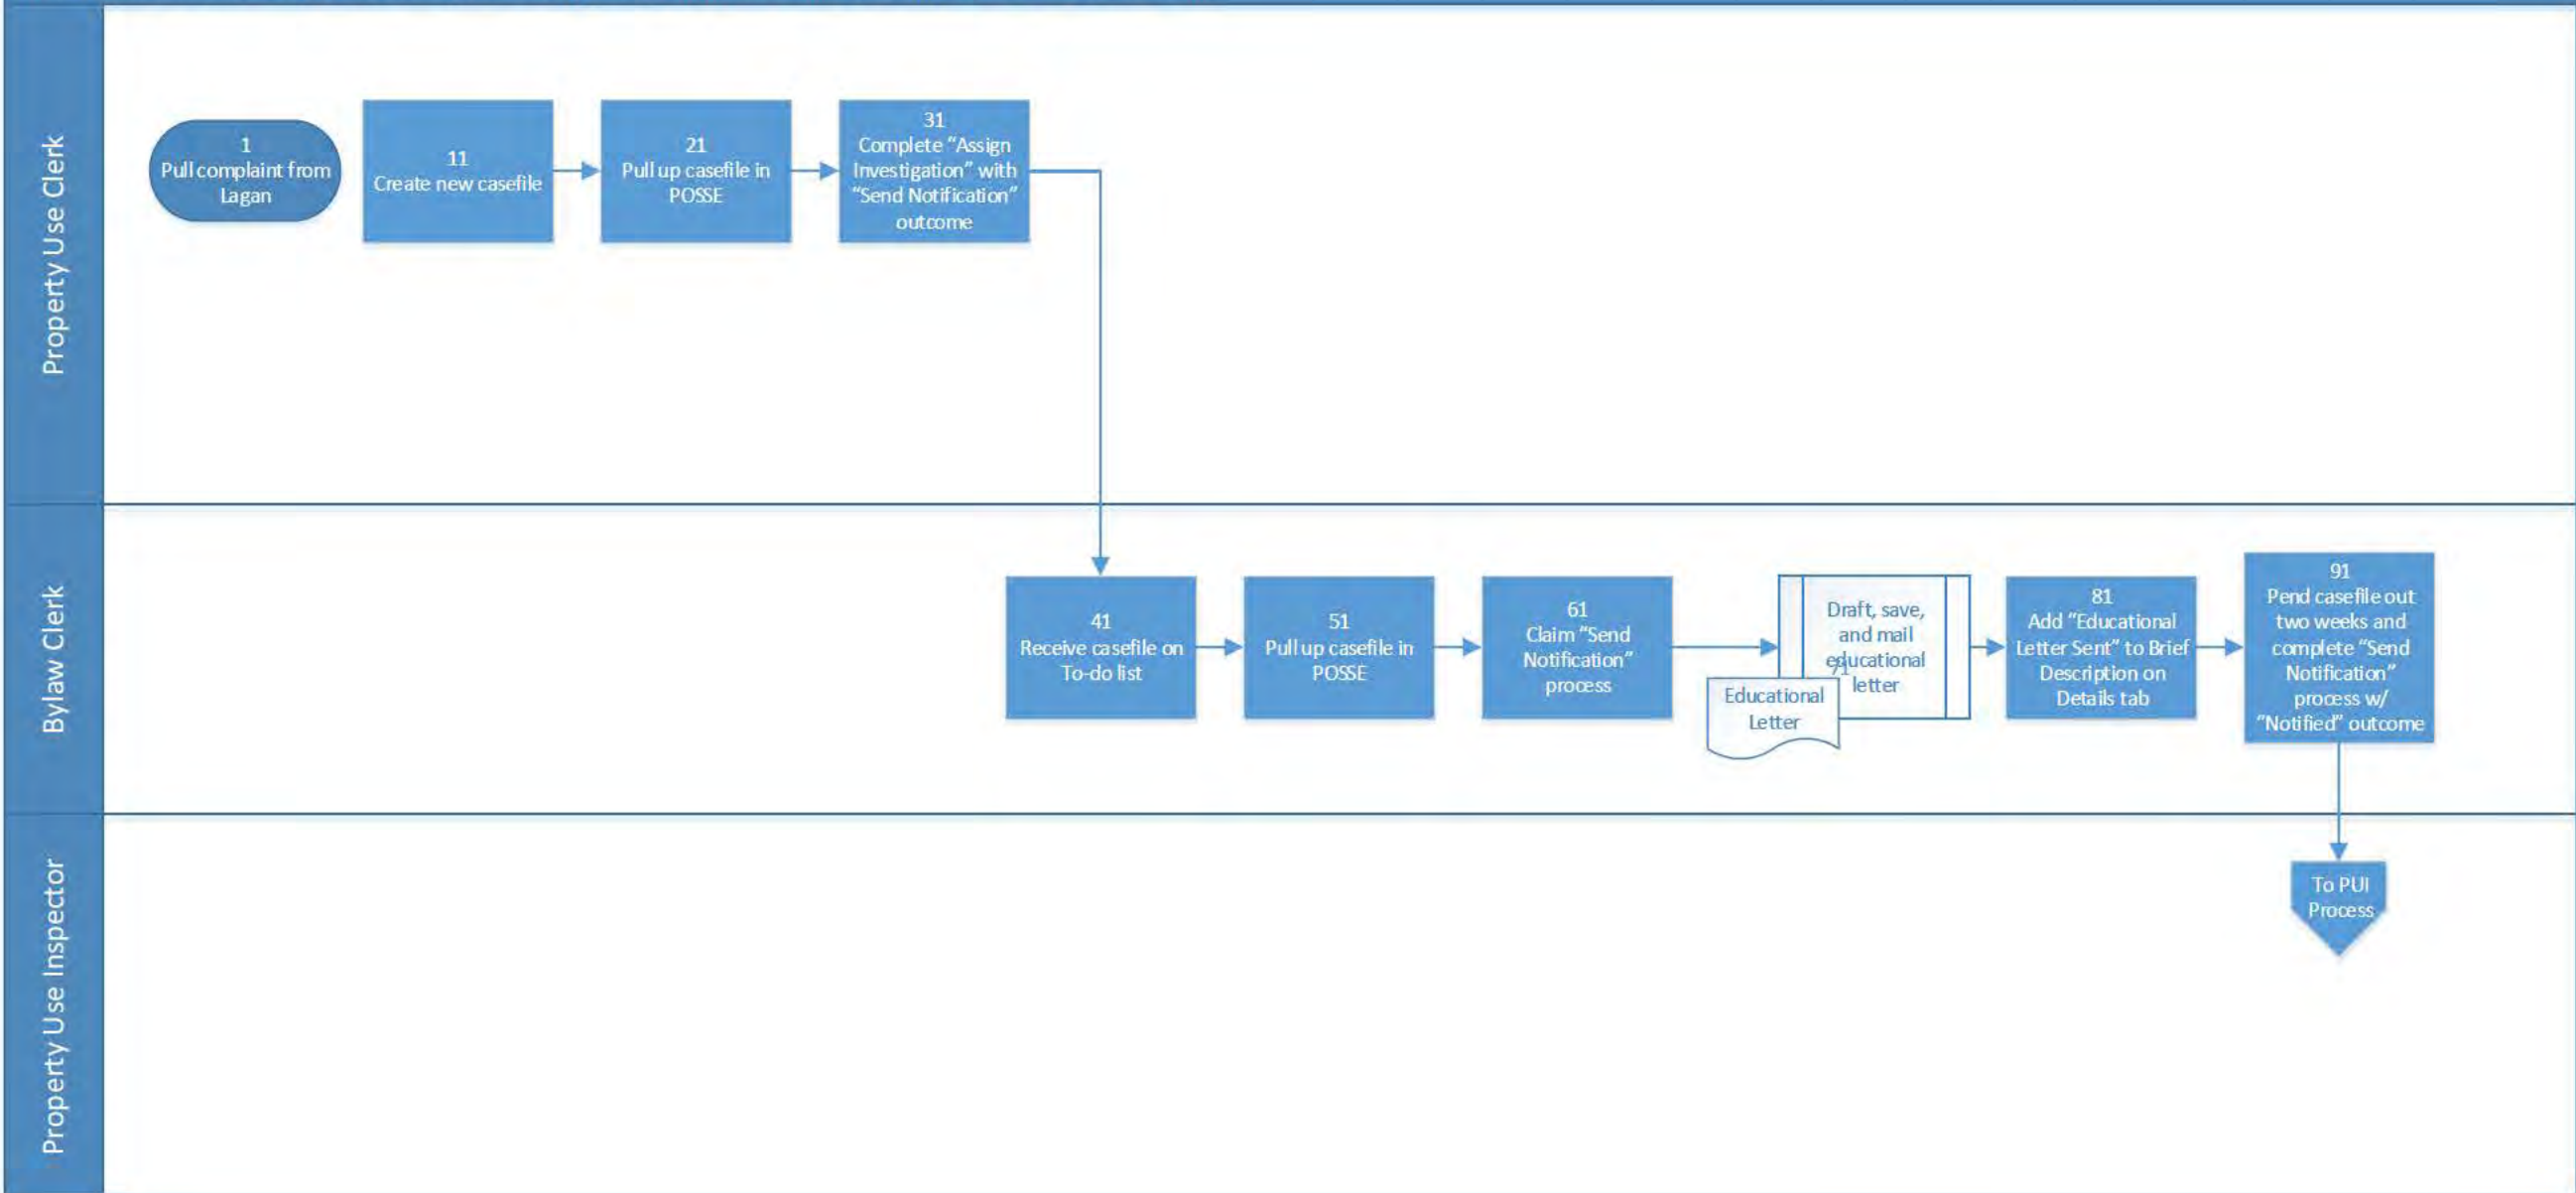 Property Use Clerk
1
Pull complaint from
Lagan
11
Create new casefile
21
Pull up casefile in
POSSE
31
Complete “Assign
Investigation” with
“Send Notification”
outcome
Bylaw Clerk
41
Receive casefile on
To-do list
51
Pull up casefile in
POSSE
61
Claim “Send
Notification”
process
Draft, save,
and mail
educational
letter
71
Educational
Letter
81
Add “Educational
Letter Sent” to Brief
Description on
Details tab
91
Pend casefile out
two weeks and
complete “Send
Notification”
process w/
“Notified” outcome
Property Use Inspector
To PUI
Process